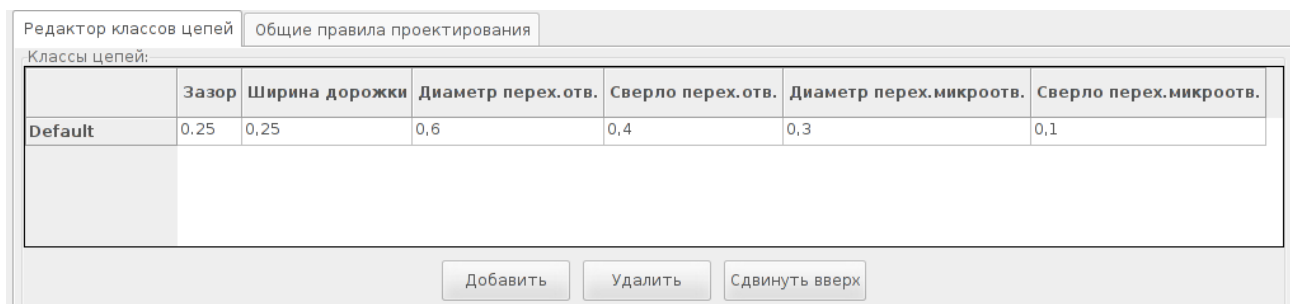 Редактор классов цепей Общие правила проектирования
Классы цепей:
Зазор Ширина дорожки Диаметр перех.отв. Сверло перех.отв. Диаметр перех.микроотв. Сверло перех.микроотв.
Default 0.25 0,25 0,6 0,4 0,3 0,1
Добавить Удалить Сдвинуть вверх